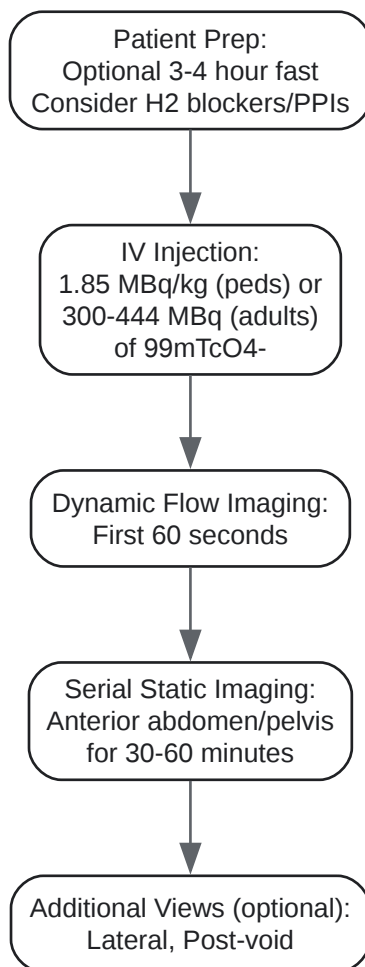 Patient Prep:
Optional 3-4 hour fast
Consider H2 blockers/PPIs
IV Injection:
1.85 MBq/kg (peds) or
300-444 MBq (adults)
of 99mTcO4-
Dynamic Flow Imaging:
First 60 seconds
Serial Static Imaging:
Anterior abdomen/pelvis
for 30-60 minutes
Additional Views (optional):
Lateral, Post-void